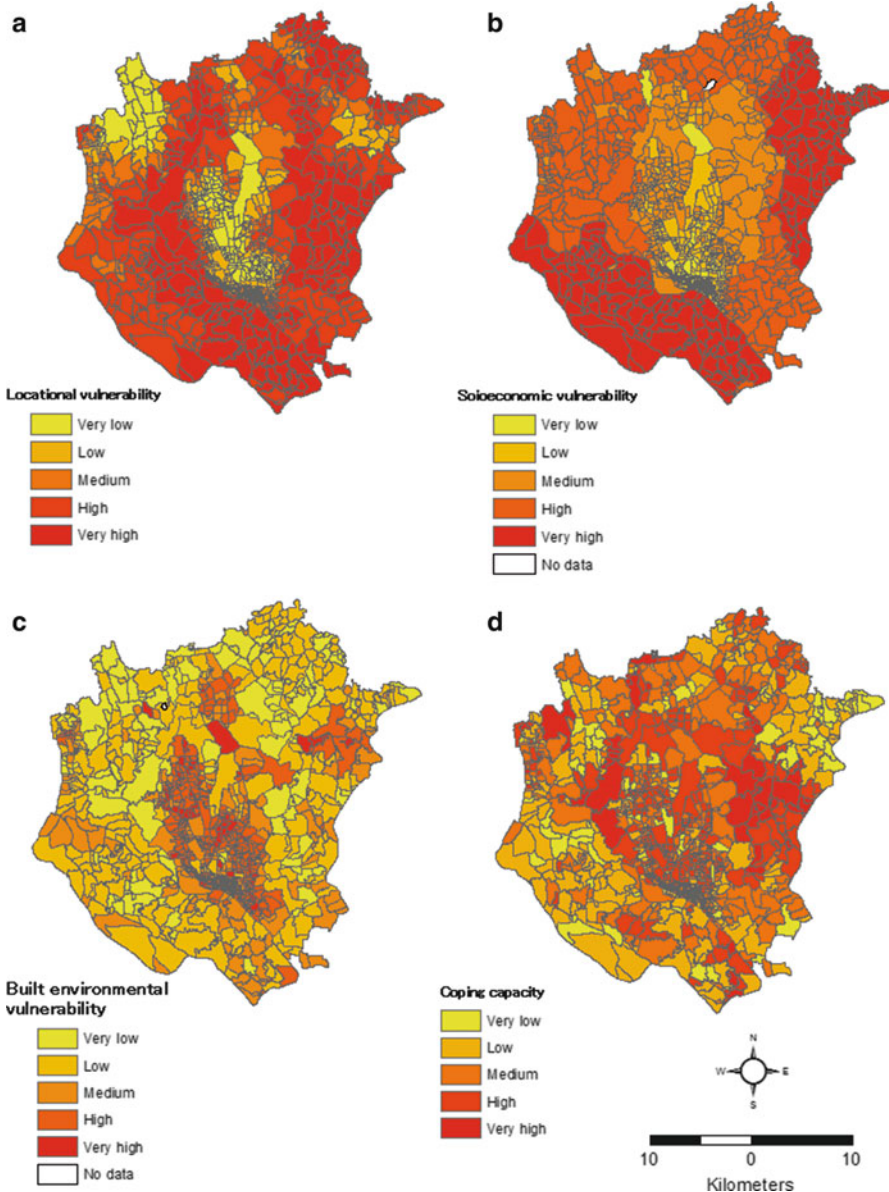 a
b
Locational vulnerability
Very low
Low
Medium
High
Very high
Soioeconomic vulnerability
Very low
Low
Medium
High
Very high
No data
c
d
Built environmental
vulnerability
Very low
Low
Medium
High
Very high
No data
Coping capacity
Very low
Low
Medium
High
Very high
N
W E
S
10 0 10
Kilometers